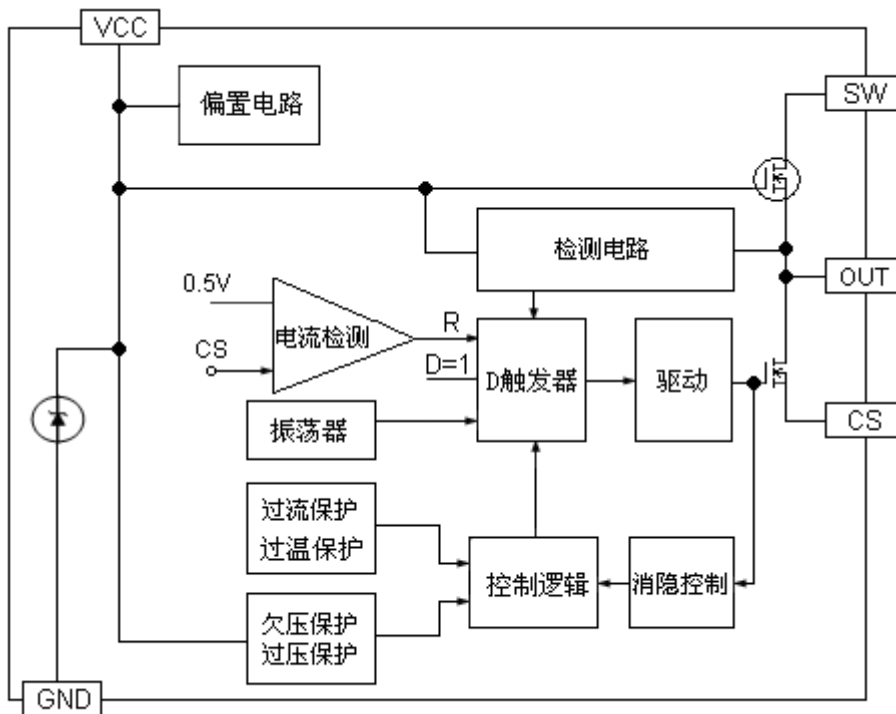 VCC
偏置电路
SW
检测电路
0.5V
OUT
电流检测
R
CS
D=1
D触发器
驱动
振荡器
CS
过流保护
过温保护
控制逻辑
消隐控制
欠压保护
过压保护
GND